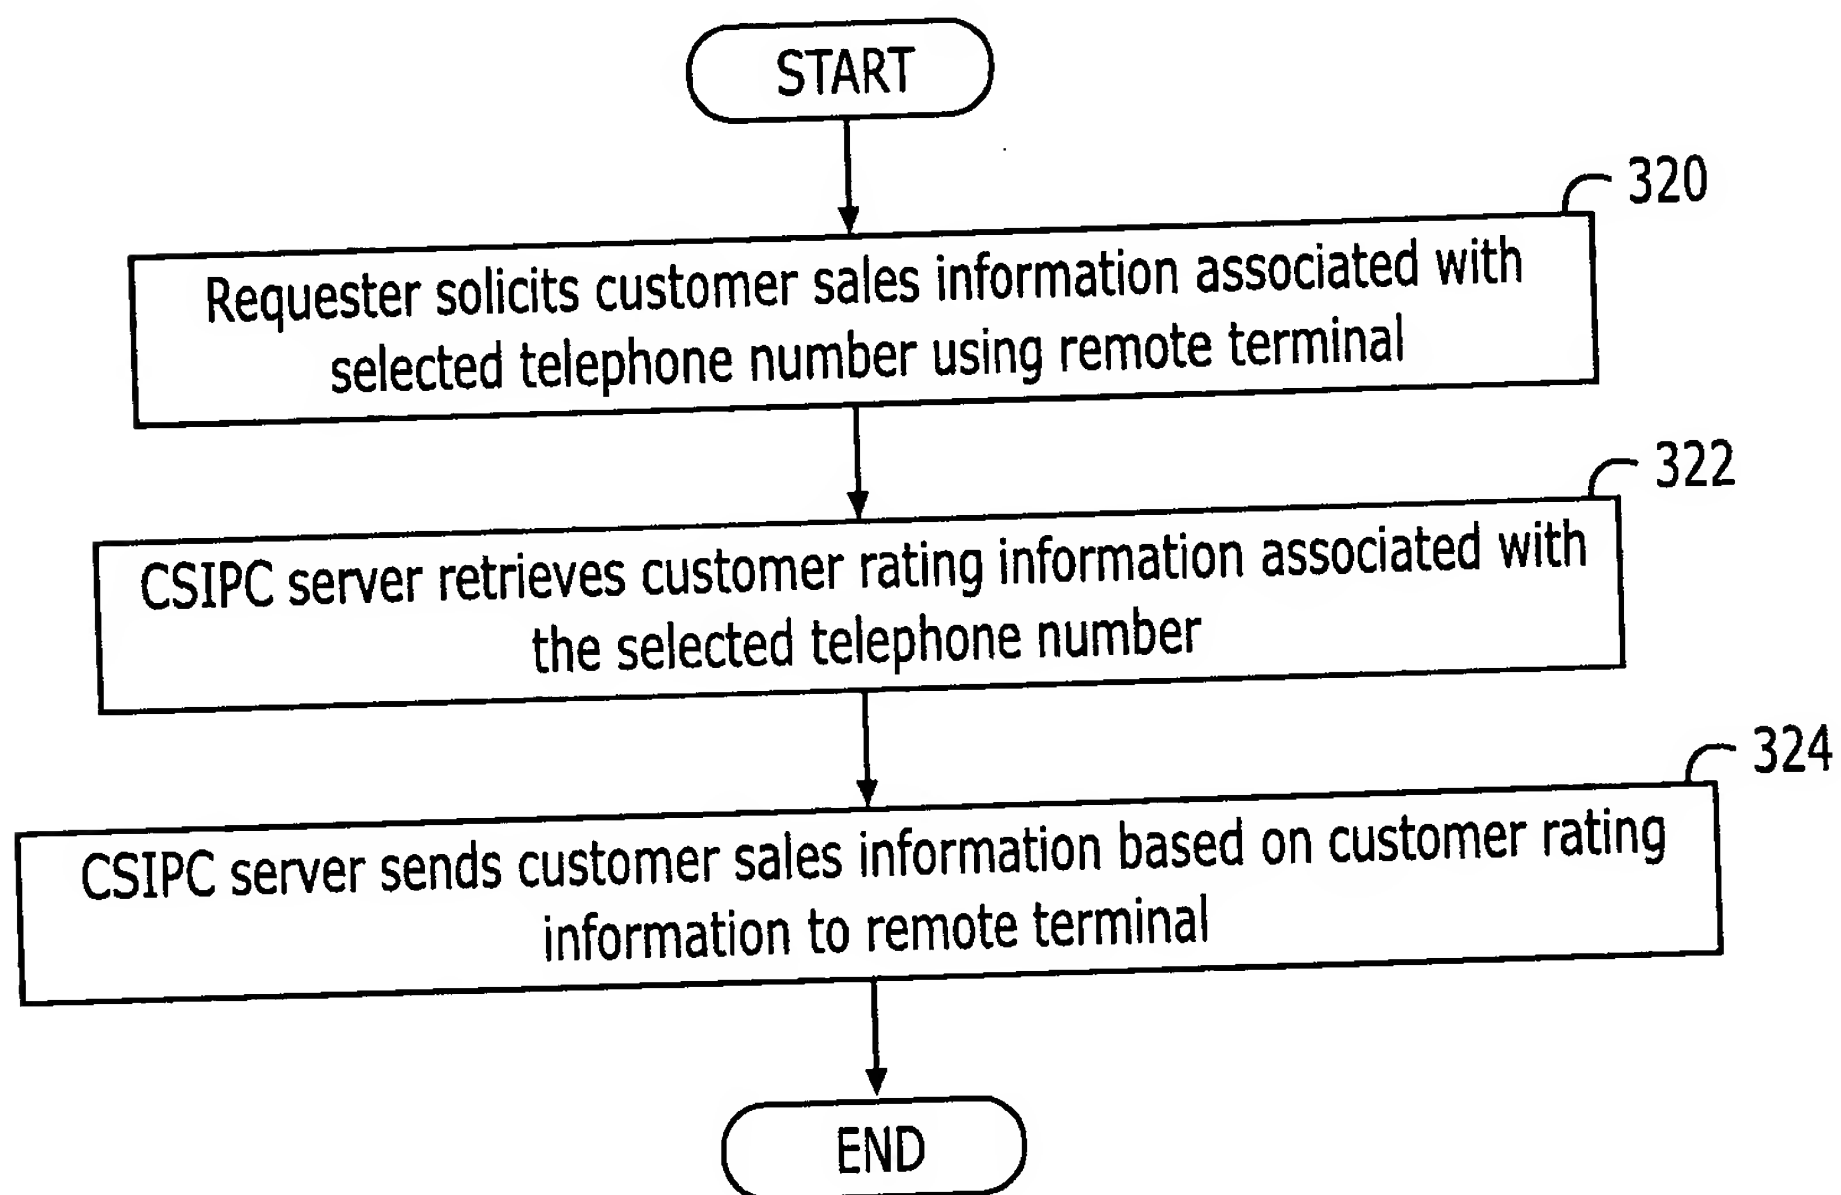 START
320
Requester solicits customer sales information associated with
selected telephone number using remote terminal
322
CSIPC server retrieves customer rating information associated with
the selected telephone number
324
CSIPC server sends customer sales information based on customer rating
information to remote terminal
END